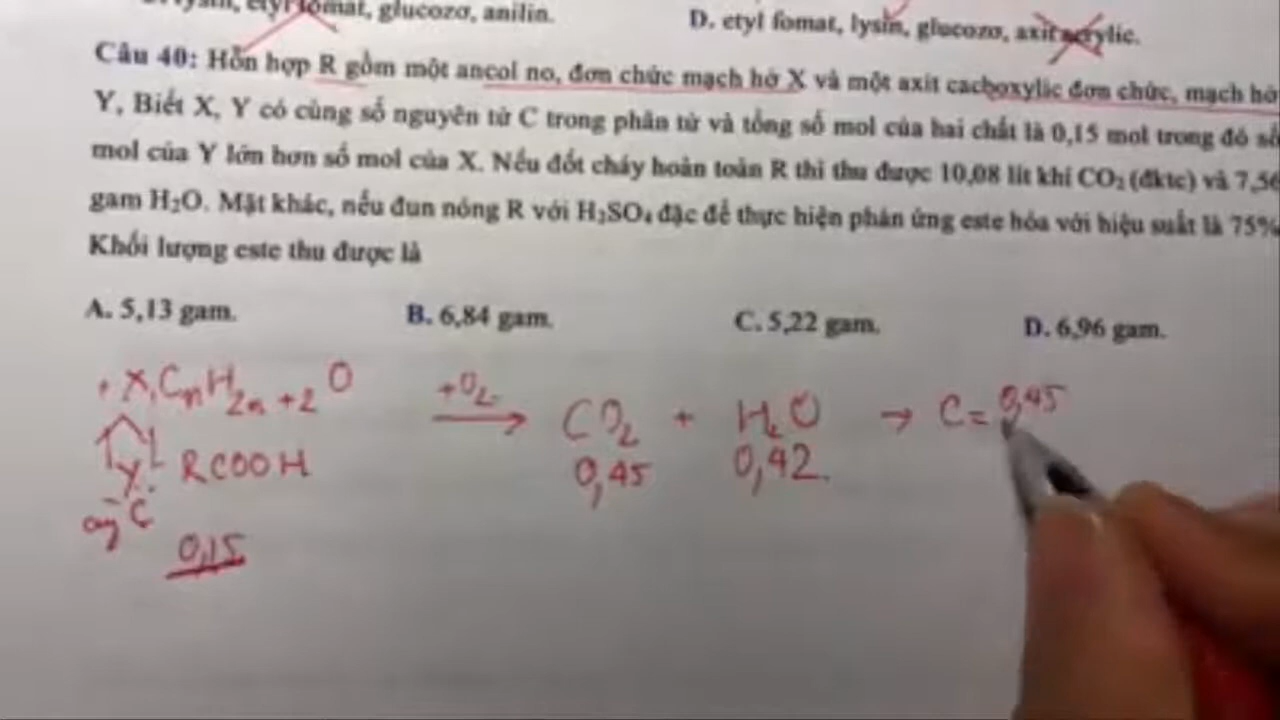 lysin, etyl fomat, glucozơ, anilin.
D. etyl fomat, lysin, glucozơ, axit acrylic.
Câu 40: Hỗn hợp R gồm một ancol no, đơn chức mạch hở X và một axit cacboxylic đơn chức, mạch hở
Y, Biết X, Y có cùng số nguyên tử C trong phân tử và tổng số mol của hai chất là 0,15 mol trong đó số
mol của Y lớn hơn số mol của X. Nếu đốt cháy hoàn toàn R thì thu được 10,08 lít khí CO₂ (đktc) và 7,56
gam H₂O. Mặt khác, nếu đun nóng R với H₂SO₄ đặc để thực hiện phản ứng este hóa với hiệu suất là 75%
Khối lượng este thu được là
A. 5,13 gam. B. 6,84 gam. C. 5,22 gam. D. 6,96 gam.
X, CnH2n+2O +O₂ → CO₂ + H₂O → C = 0,45
Y: RCOOH 0,45 0,42
C
0,15